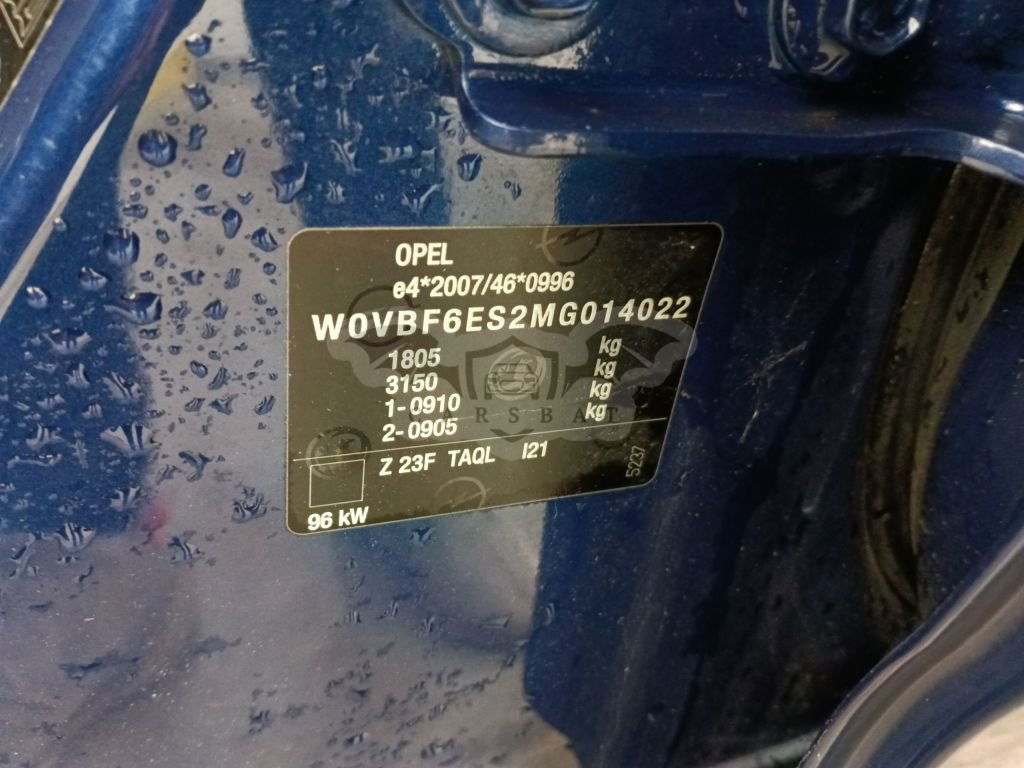 OPEL
e4*2007/46*0996
W0VBF6ES2MG014022
1805 kg
3150 kg
1-0910 kg
2-0905 kg
Z 23F TAQL I21
S237
96 kW